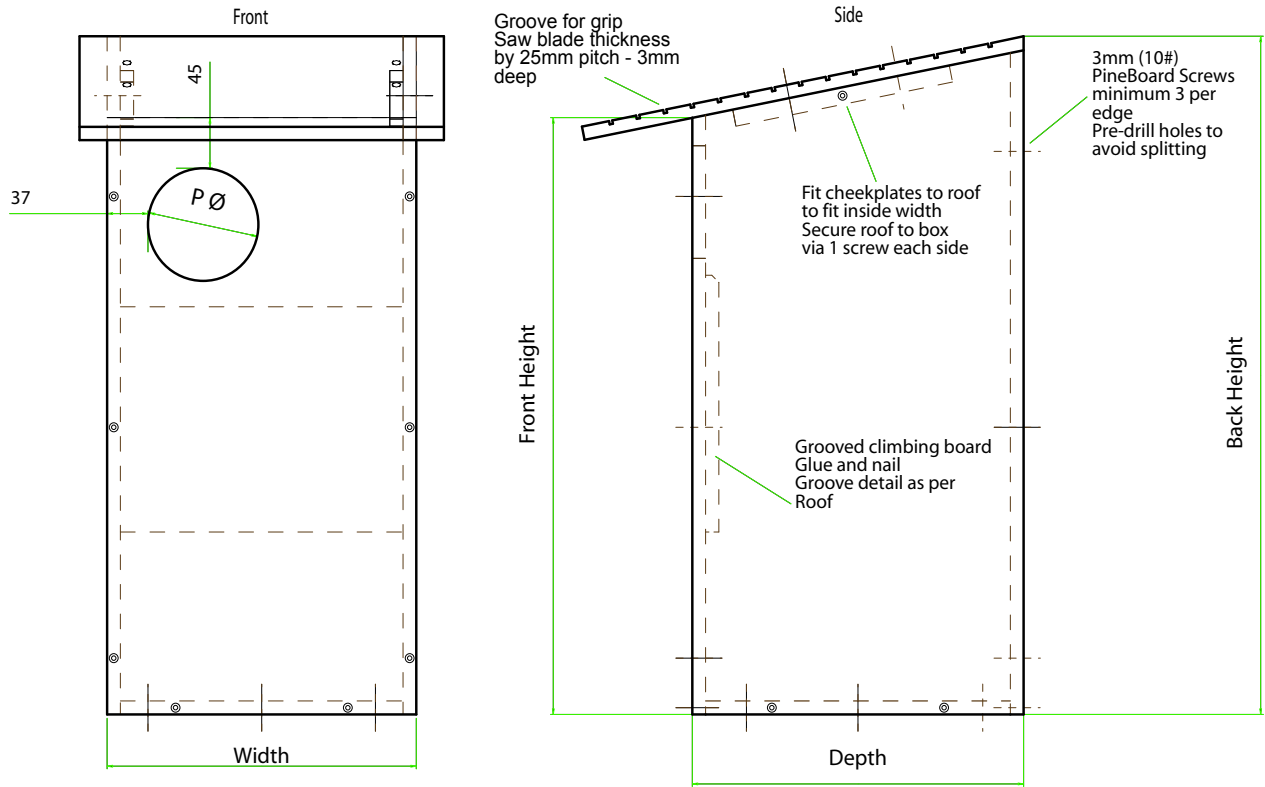 Front
Side
Groove for grip
Saw blade thickness
by 25mm pitch - 3mm
deep
3mm (10#)
PineBoard Screws
minimum 3 per
edge
Pre-drill holes to
avoid splitting
45
37
P Ø
Fit cheekplates to roof
to fit inside width
Secure roof to box
via 1 screw each side
Front Height
Back Height
Grooved climbing board
Glue and nail
Groove detail as per
Roof
Width
Depth